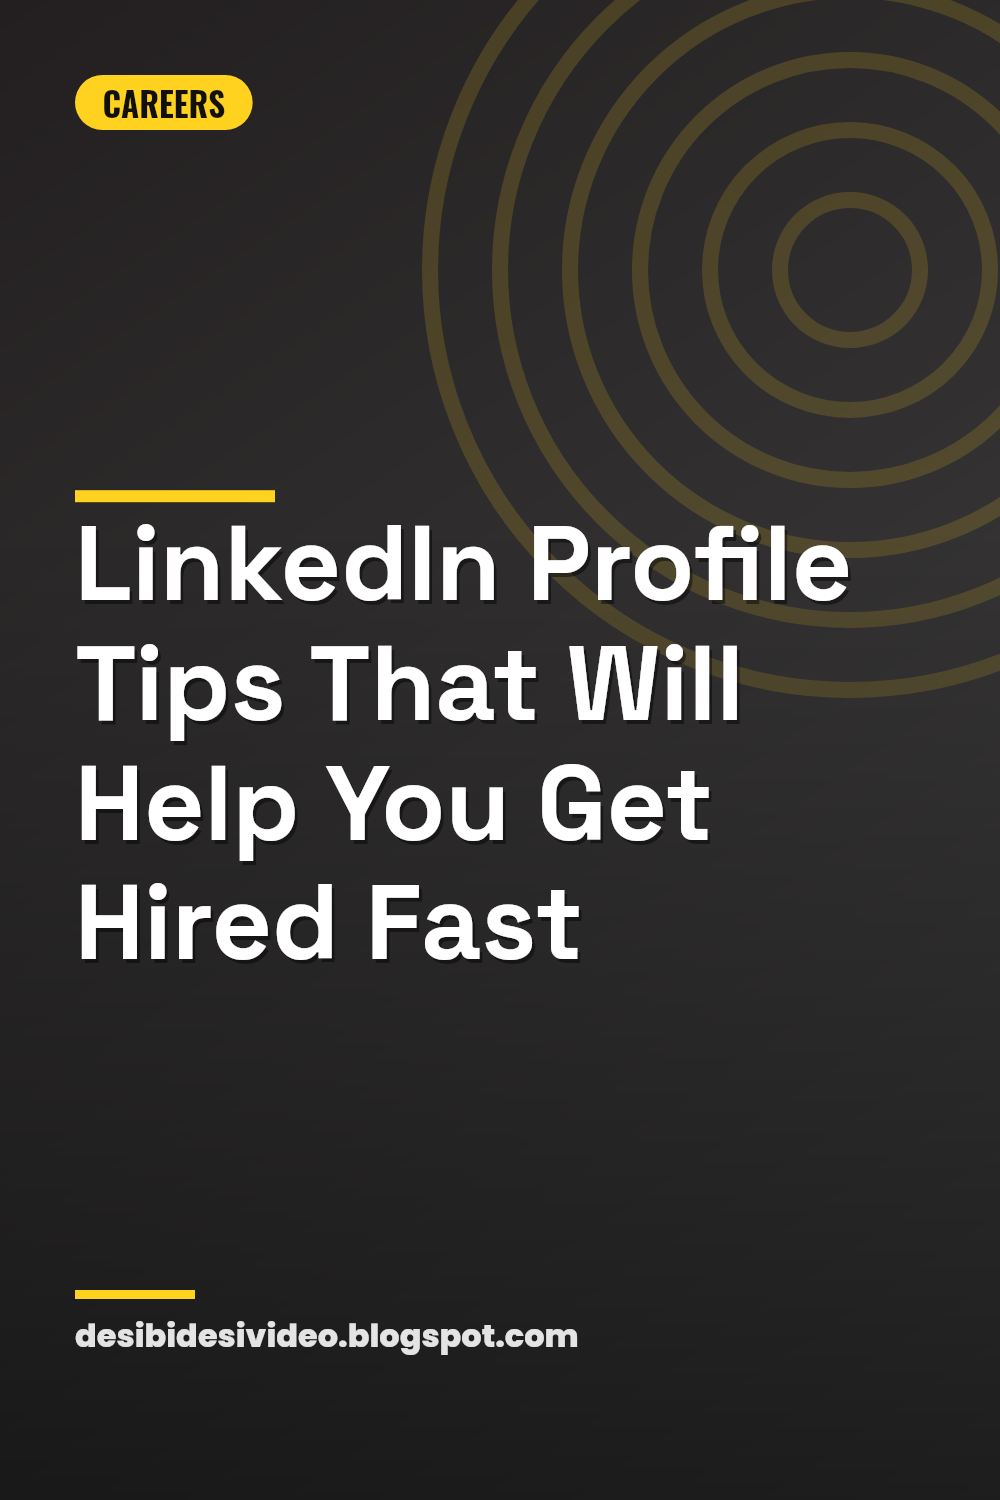 CAREERS
LinkedIn Profile
Tips That Will
Help You Get
Hired Fast
desibidesivideo.blogspot.com